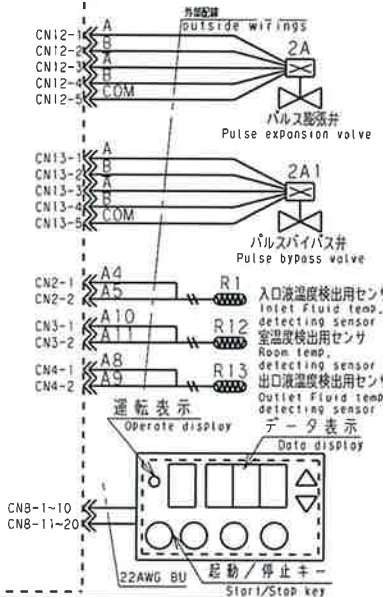 外部配線
outside wirings
CN12-1 A
CN12-2 B
CN12-3 A
CN12-4 B
CN12-5 COM
2A
パルス膨張弁
Pulse expansion valve
CN13-1 A
CN13-2 B
CN13-3 A
CN13-4 B
CN13-5 COM
2A1
パルスバイパス弁
Pulse bypass valve
CN2-1 A4
CN2-2 A5
R1
入口液温度検出用センサ
Inlet Fluid temp.
detecting sensor
CN3-1 A10
CN3-2 A11
R12
室温度検出用センサ
Room temp.
detecting sensor
CN4-1 A8
CN4-2 A9
R13
出口液温度検出用センサ
Outlet Fluid temp
detecting sensor
運転表示
Operate display
データ表示
Data display
CN8-1~10
CN8-11~20
22AWG BU
起動/停止キー
Start/Stop key